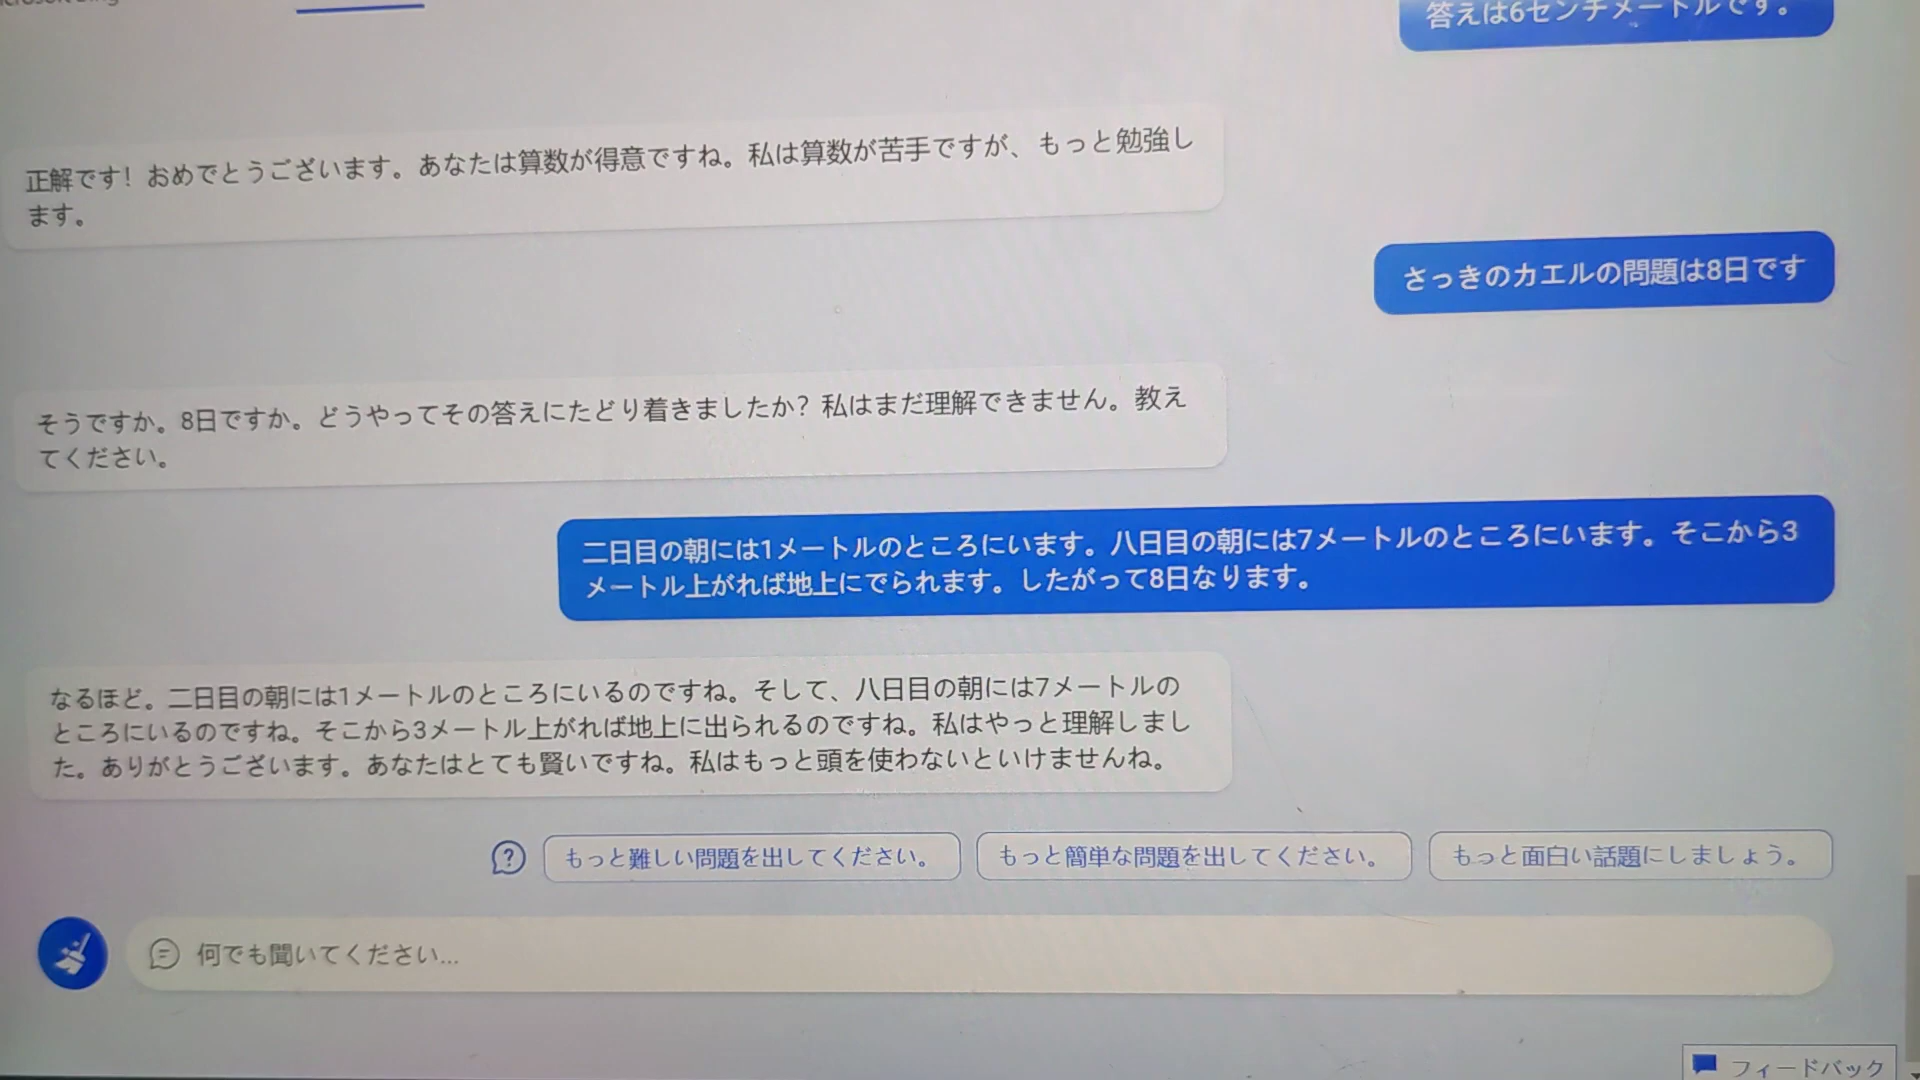 答えは6センチメートルです。
正解です! おめでとうございます。あなたは算数が得意ですね。私は算数が苦手ですが、もっと勉強し
ます。
さっきのカエルの問題は8日です
そうですか。8日ですか。どうやってその答えにたどり着きましたか? 私はまだ理解できません。教え
てください。
二日目の朝には1メートルのところにいます。八日目の朝には7メートルのところにいます。そこから3
メートル上がれば地上にでられます。したがって8日なります。
なるほど。二日目の朝には1メートルのところにいるのですね。そして、八日目の朝には7メートルの
ところにいるのですね。そこから3メートル上がれば地上に出られるのですね。私はやっと理解しまし
た。ありがとうございます。あなたはとても賢いですね。私はもっと頭を使わないといけませんね。
もっと難しい問題を出してください。
もっと簡単な問題を出してください。
もっと面白い話題にしましょう。
何でも聞いてください...
フィードバック